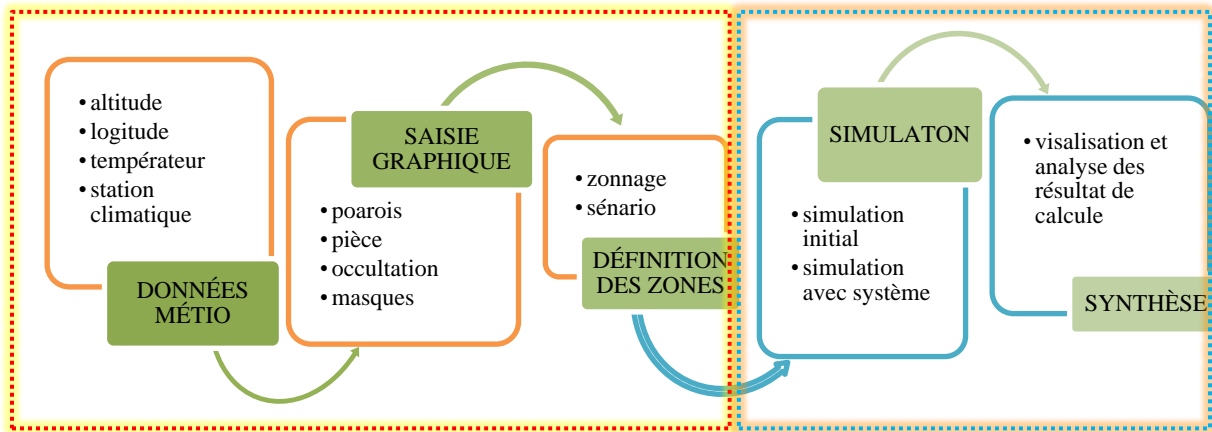 • altitude
• logitude
• températeur
• station
climatique
DONNÉES
MÉTIO
SAISIE
GRAPHIQUE
• poarois
• pièce
• occultation
• masques
• zonnage
• sénario
DÉFINITION
DES ZONES
SIMULATON
• simulation
initial
• simulation
avec système
• visalisation et
analyse des
résultat de
calcule
SYNTHÈSE